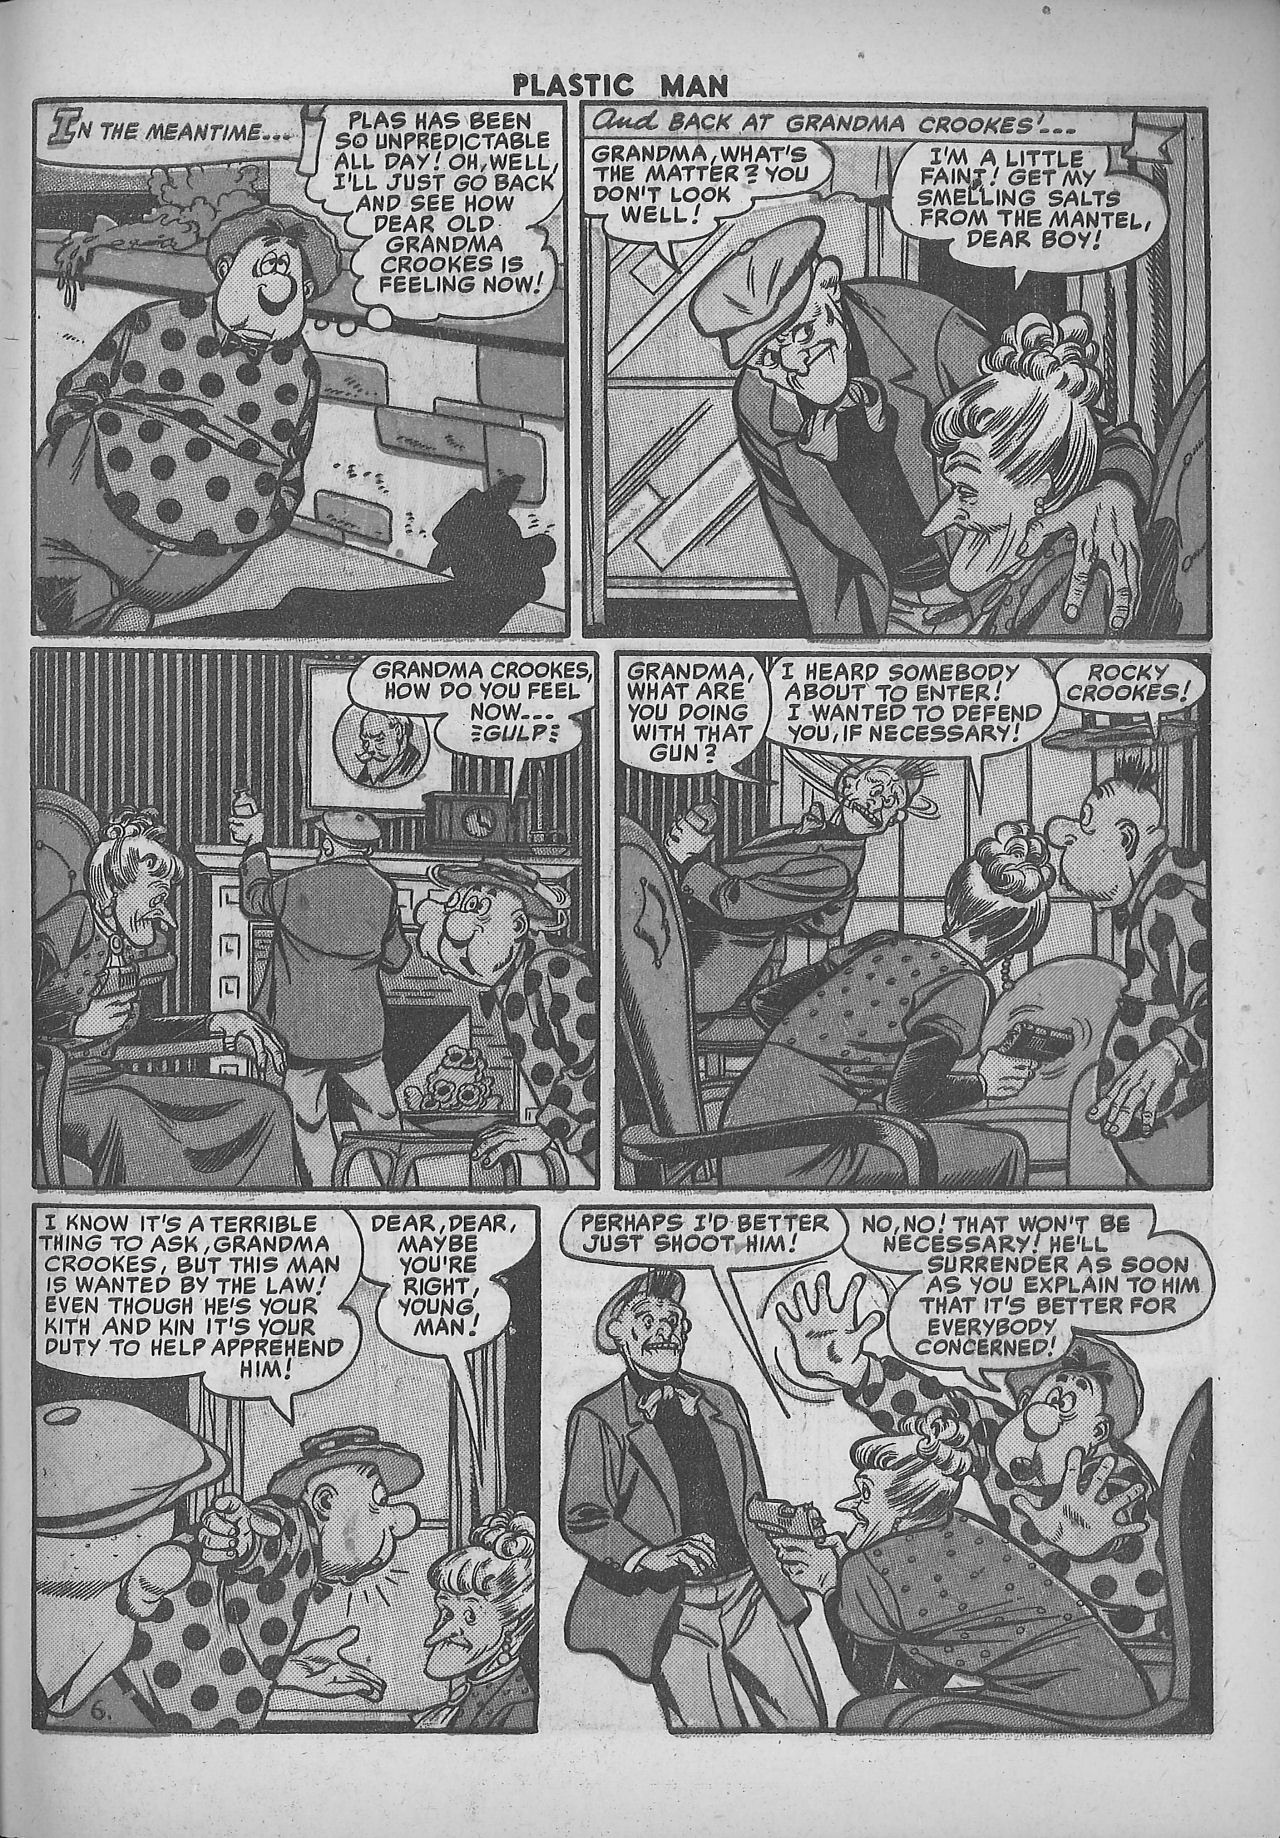 PLASTIC MAN
IN THE MEANTIME...
PLAS HAS BEEN
SO UNPREDICTABLE
ALL DAY! OH, WELL,
I'LL JUST GO BACK
AND SEE HOW
DEAR OLD
GRANDMA
CROOKES IS
FEELING NOW!
And BACK AT GRANDMA CROOKES'...
GRANDMA, WHAT'S
THE MATTER? YOU
DON'T LOOK
WELL!
I'M A LITTLE
FAINT! GET MY
SMELLING SALTS
FROM THE MANTEL,
DEAR BOY!
GRANDMA CROOKES,
HOW DO YOU FEEL
NOW...
GULP
GRANDMA,
WHAT ARE
YOU DOING
WITH THAT
GUN?
I HEARD SOMEBODY
ABOUT TO ENTER!
I WANTED TO DEFEND
YOU, IF NECESSARY!
ROCKY
CROOKES!
I KNOW IT'S A TERRIBLE
THING TO ASK, GRANDMA
CROOKES, BUT THIS MAN
IS WANTED BY THE LAW!
EVEN THOUGH HE'S YOUR
KITH AND KIN IT'S YOUR
DUTY TO HELP APPREHEND
HIM!
DEAR, DEAR,
MAYBE
YOU'RE
RIGHT,
YOUNG
MAN!
6.
PERHAPS I'D BETTER
JUST SHOOT HIM!
NO, NO! THAT WON'T BE
NECESSARY! HE'LL
SURRENDER AS SOON
AS YOU EXPLAIN TO HIM
THAT IT'S BETTER FOR
EVERYBODY
CONCERNED!